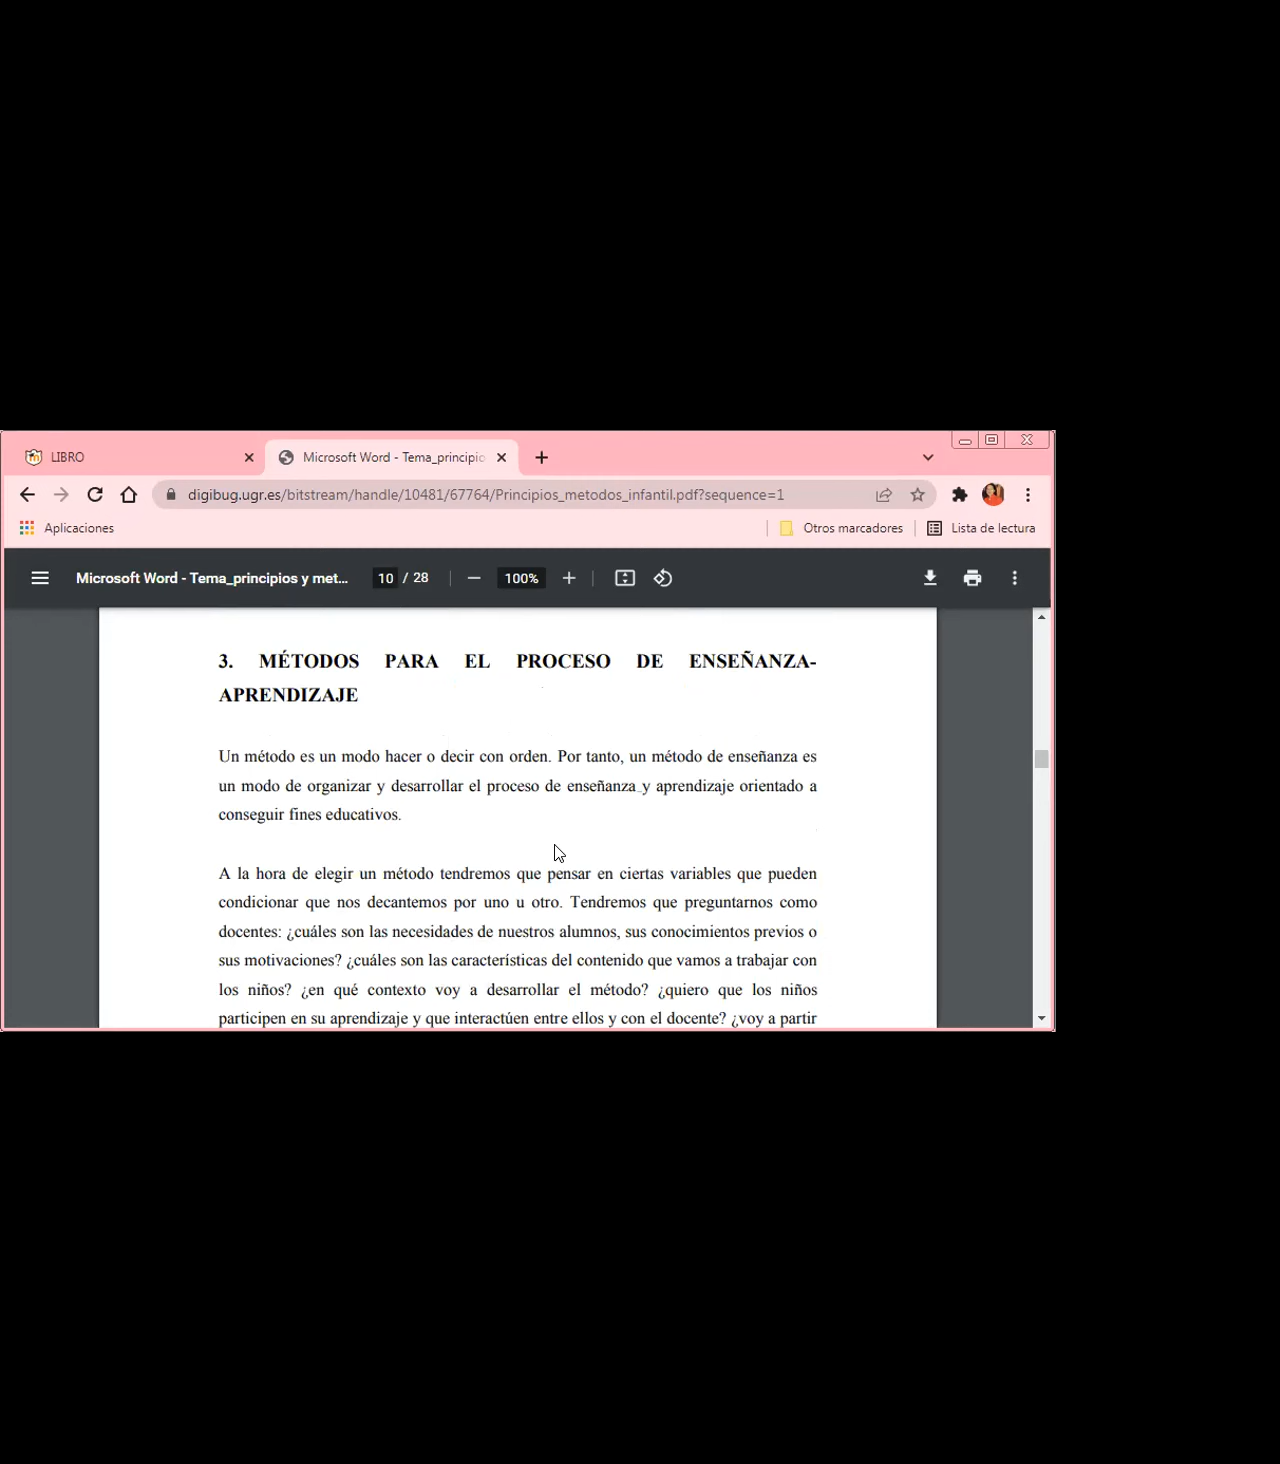 LIBRO
Microsoft Word - Tema_principio
digibug.ugr.es/bitstream/handle/10481/67764/Principios_metodos_infantil.pdf?sequence=1
Aplicaciones
Otros marcadores
Lista de lectura
Microsoft Word - Tema_principios y met...
10 / 28
100%
3. MÉTODOS PARA EL PROCESO DE ENSEÑANZA-
APRENDIZAJE
Un método es un modo hacer o decir con orden. Por tanto, un método de enseñanza es
un modo de organizar y desarrollar el proceso de enseñanza y aprendizaje orientado a
conseguir fines educativos.
A la hora de elegir un método tendremos que pensar en ciertas variables que pueden
condicionar que nos decantemos por uno u otro. Tendremos que preguntarnos como
docentes: ¿cuáles son las necesidades de nuestros alumnos, sus conocimientos previos o
sus motivaciones? ¿cuáles son las características del contenido que vamos a trabajar con
los niños? ¿en qué contexto voy a desarrollar el método? ¿quiero que los niños
participen en su aprendizaje y que interactúen entre ellos y con el docente? ¿voy a partir